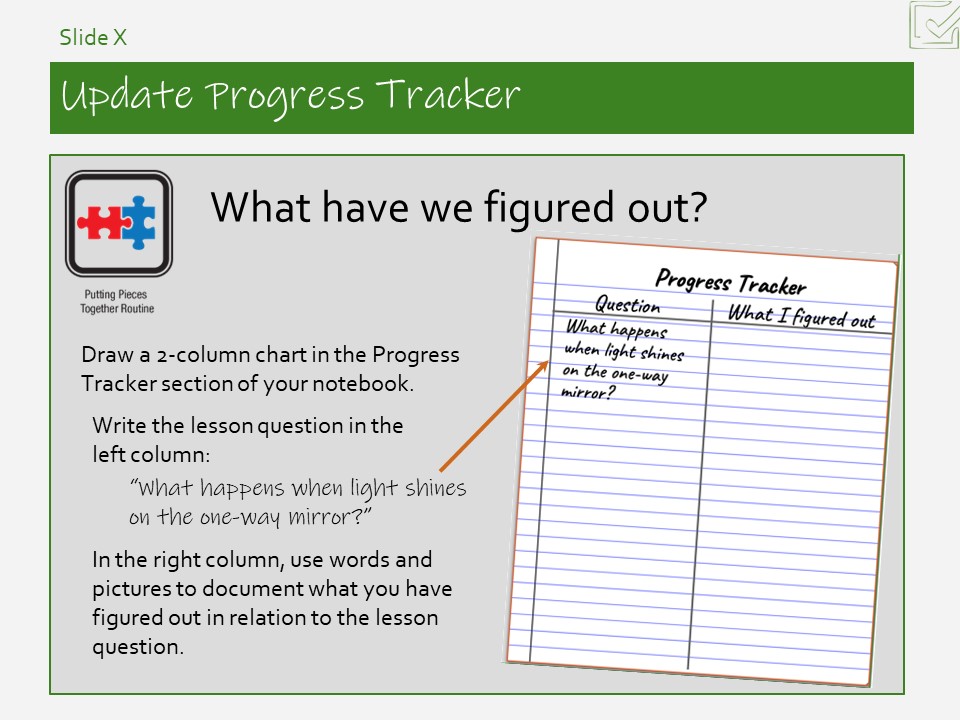 Slide X
Update Progress Tracker
What have we figured out?
Putting Pieces
Together Routine
Draw a 2-column chart in the Progress
Tracker section of your notebook.
Write the lesson question in the
left column:
“What happens when light shines
on the one-way mirror?”
In the right column, use words and
pictures to document what you have
figured out in relation to the lesson
question.
Progress Tracker
Question
What I figured out
What happens
when light shines
on the one-way
mirror?